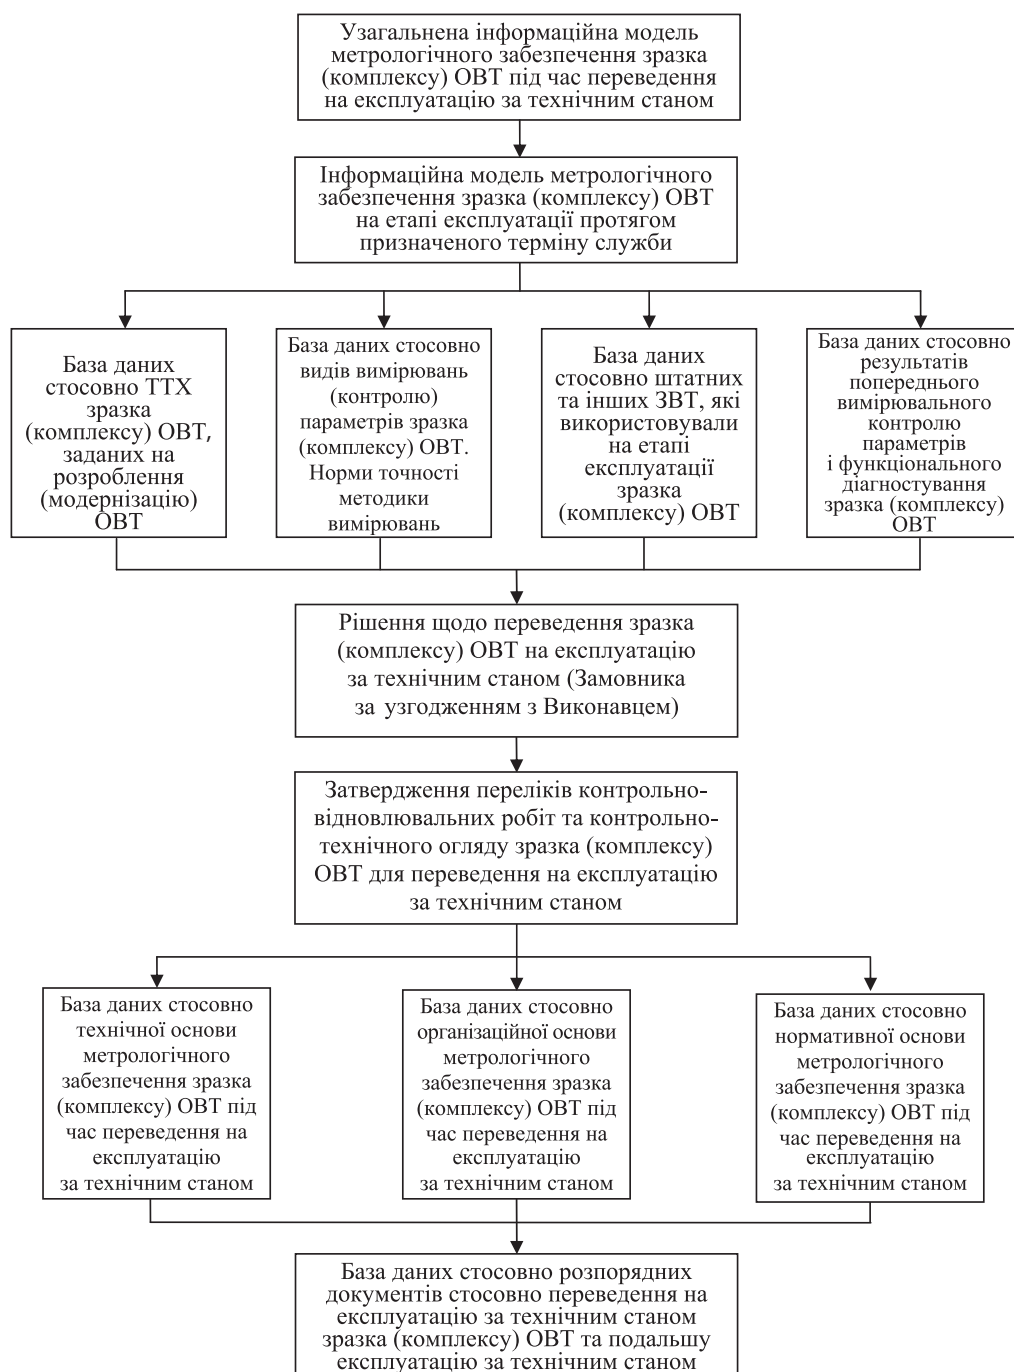 Узагальнена інформаційна модель
метрологічного забезпечення зразка
(комплексу) ОВТ під час переведення
на експлуатацію за технічним станом
Інформаційна модель метрологічного
забезпечення зразка (комплексу) ОВТ
на етапі експлуатації протягом
призначеного терміну служби
База даних
стосовно ТТХ
зразка
(комплексу) ОВТ,
заданих на
розроблення
(модернізацію)
ОВТ
База даних стосовно
видів вимірювань
(контролю)
параметрів зразка
(комплексу) ОВТ.
Норми точності
методики
вимірювань
База даних
стосовно штатних
та інших ЗВТ, які
використовували
на етапі
експлуатації
зразка
(комплексу) ОВТ
База даних стосовно
результатів
попереднього
вимірювального
контролю
параметрів
і функціонального
діагностування
зразка (комплексу)
ОВТ
Рішення щодо переведення зразка
(комплексу) ОВТ на експлуатацію
за технічним станом (Замовника
за узгодженням з Виконавцем)
Затвердження переліків контрольно-
відновлювальних робіт та контрольно-
технічного огляду зразка (комплексу)
ОВТ для переведення на експлуатацію
за технічним станом
База даних стосовно
технічної основи
метрологічного
забезпечення зразка
(комплексу) ОВТ під
час переведення на
експлуатацію
за технічним станом
База даних стосовно
організаційної основи
метрологічного
забезпечення зразка
(комплексу) ОВТ під
час переведення на
експлуатацію
за технічним станом
База даних стосовно
нормативної основи
метрологічного
забезпечення зразка
(комплексу) ОВТ під
час переведення на
експлуатацію
за технічним станом
База даних стосовно розпорядних
документів стосовно переведення на
експлуатацію за технічним станом
зразка (комплексу) ОВТ та подальшу
експлуатацію за технічним станом